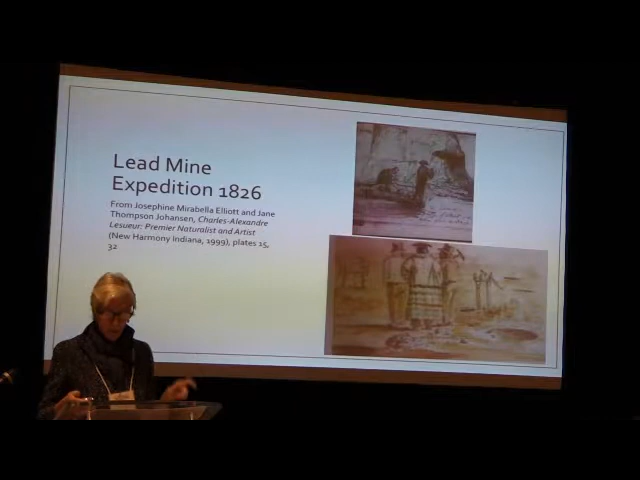 Lead Mine
Expedition 1826
From Josephine Mirabella Elliott and Jane
Thompson Johansen, Charles-Alexandre
Lesueur: Premier Naturalist and Artist
(New Harmony Indiana, 1999), plates 15,
32